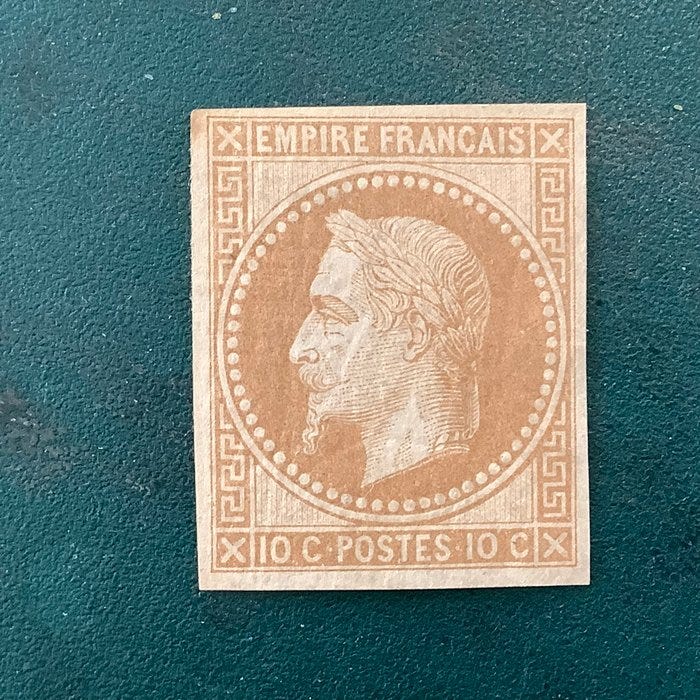 X EMPIRE FRANCAIS X
X 10 C·POSTES·10 C X